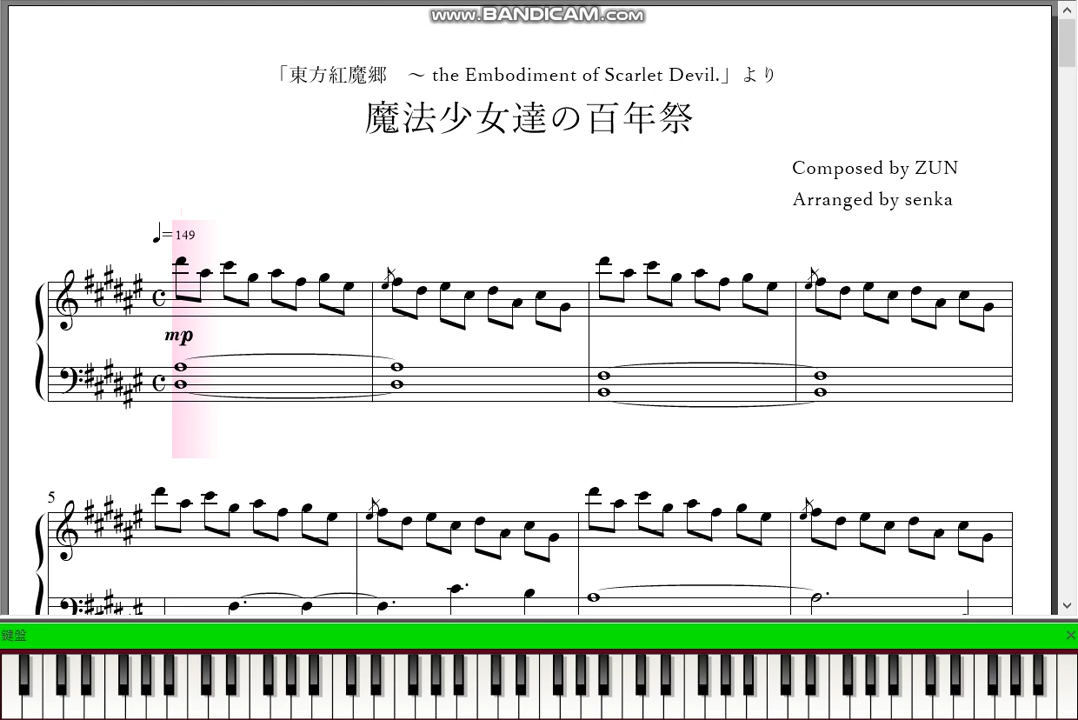 www.BANDICAM.com
「東方紅魔郷　～ the Embodiment of Scarlet Devil.」より
魔法少女達の百年祭
Composed by ZUN
Arranged by senka
=149
mp
5
鍵盤